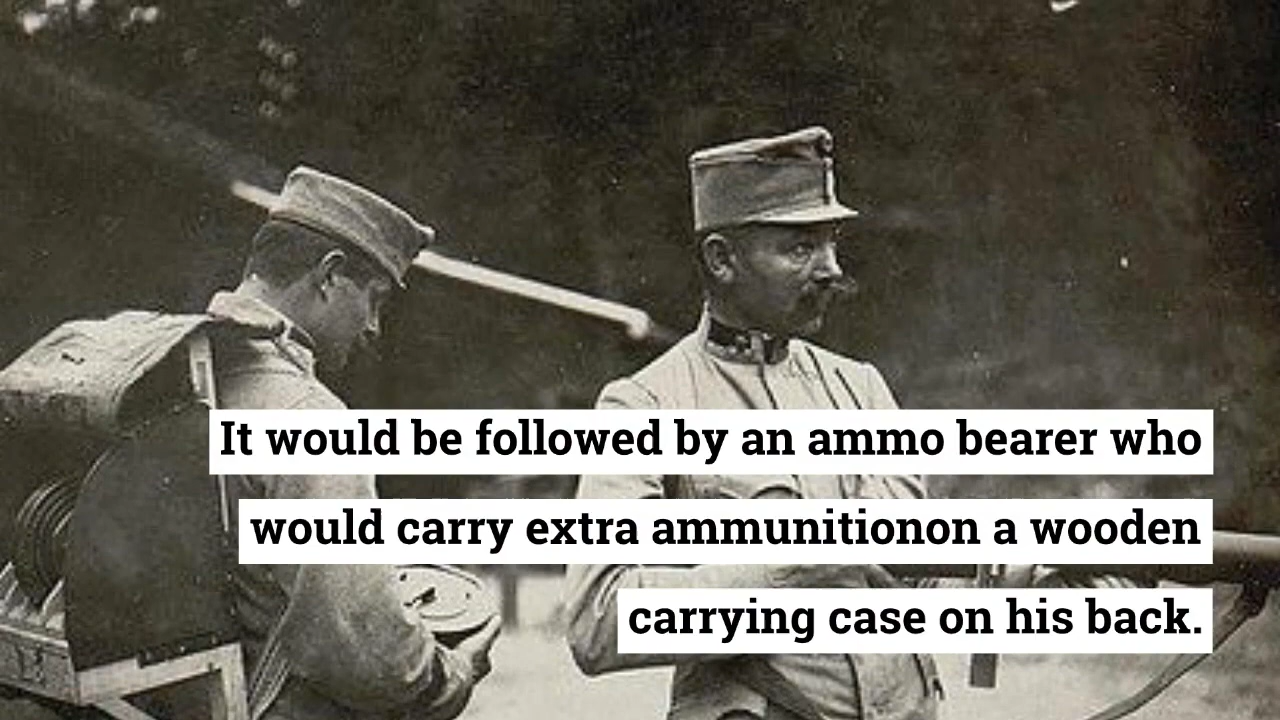 It would be followed by an ammo bearer who
would carry extra ammunitionon a wooden
carrying case on his back.